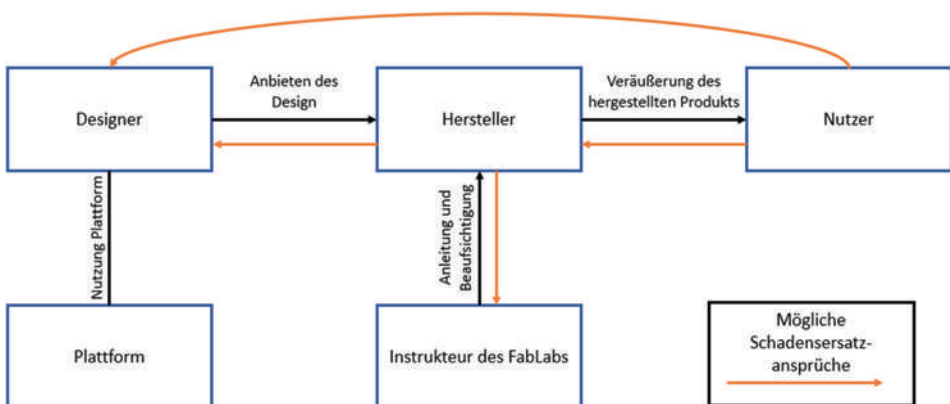 Designer
Anbieten des
Design
Hersteller
Veräußerung des
hergestellten Produkts
Nutzer
Nutzung Plattform
Anleitung und
Beaufsichtigung
Plattform
Instrukteur des FabLabs
Mögliche
Schadensersatz-
ansprüche